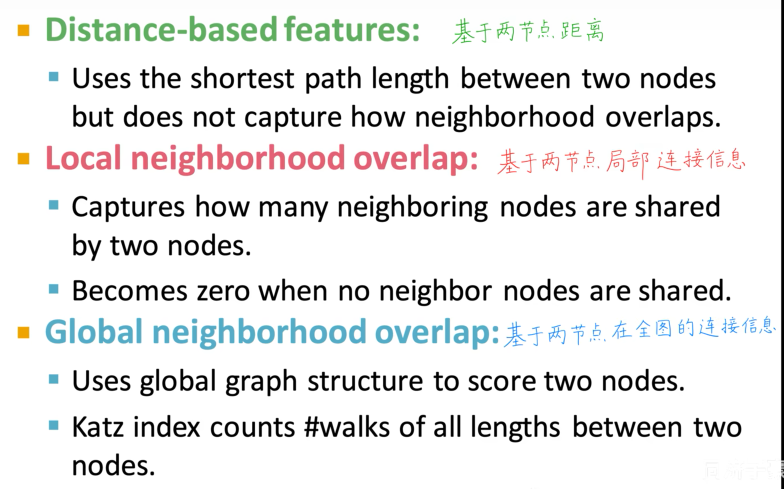 Distance-based features: 基于两节点距离
Uses the shortest path length between two nodes
but does not capture how neighborhood overlaps.
Local neighborhood overlap: 基于两节点局部连接信息
Captures how many neighboring nodes are shared
by two nodes.
Becomes zero when no neighbor nodes are shared.
Global neighborhood overlap: 基于两节点在全图的连接信息
Uses global graph structure to score two nodes.
Katz index counts #walks of all lengths between two
nodes.